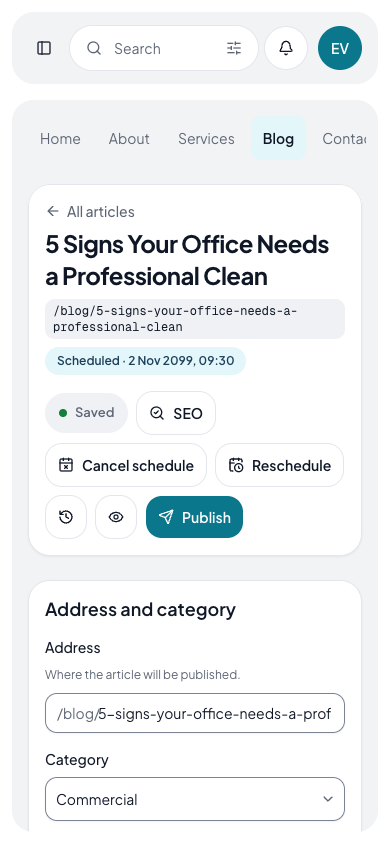 Search
EV
Home About Services Blog Contac
All articles
5 Signs Your Office Needs
a Professional Clean
/blog/5-signs-your-office-needs-a-
professional-clean
Scheduled · 2 Nov 2099, 09:30
Saved
SEO
Cancel schedule
Reschedule
Publish
Address and category
Address
Where the article will be published.
/blog/5-signs-your-office-needs-a-prof
Category
Commercial